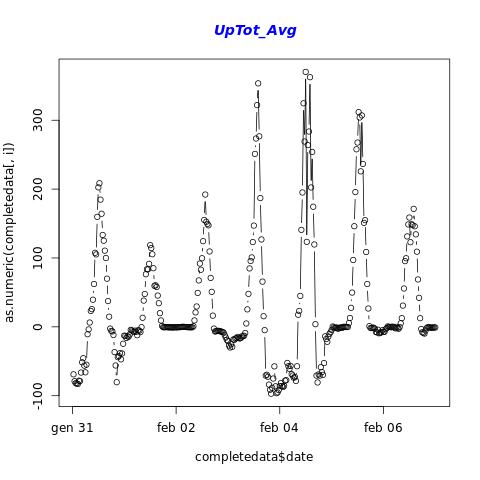 UpTot_Avg
as.numeric(completedata[, i])
300
200
100
0
-100
gen 31
feb 02
feb 04
feb 06
completedata$date